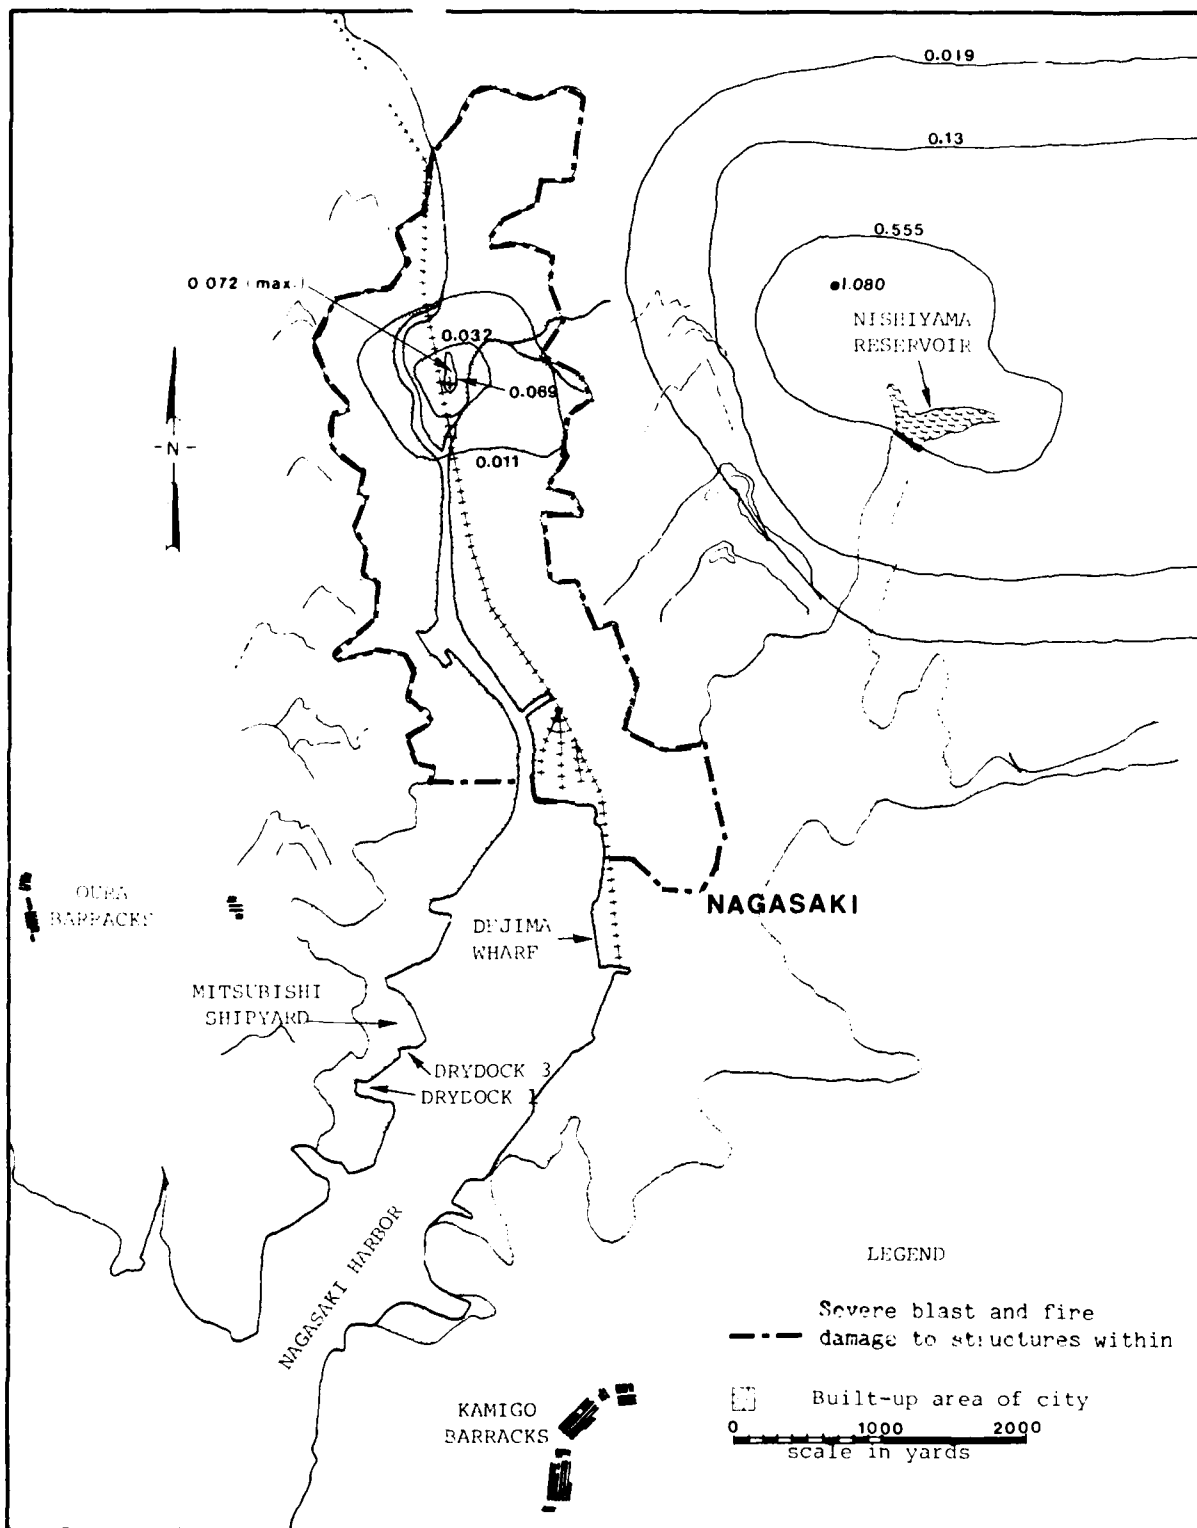 0.019
0.13
0.555
1.080
0.072 (max.)
NISHIYAMA
RESERVOIR
0.032
0.069
N
0.011
OURA
BARRACKS
NAGASAKI
DEJIMA
WHARF
MITSUBISHI
SHIPYARD
DRYDOCK 3
DRYDOCK 1
NAGASAKI HARBOR
LEGEND
Severe blast and fire
damage to structures within
Built-up area of city
0 1000 2000
scale in yards
KAMIGO
BARRACKS